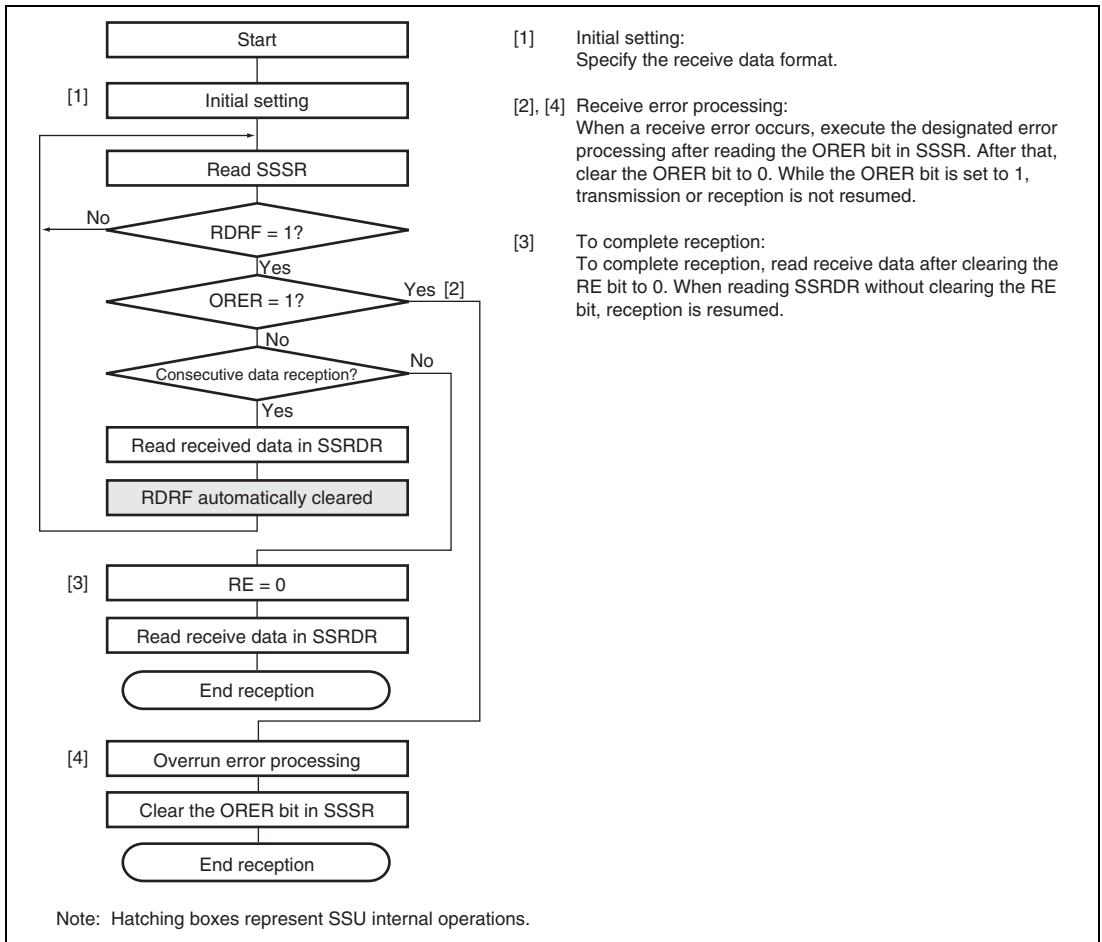 Start
[1] Initial setting
Read SSSR
No
RDRF = 1?
Yes
ORER = 1?
Yes [2]
No
Consecutive data reception?
No
Yes
Read received data in SSRDR
RDRF automatically cleared
[3] RE = 0
Read receive data in SSRDR
End reception
[4] Overrun error processing
Clear the ORER bit in SSSR
End reception
[1] Initial setting:
Specify the receive data format.
[2], [4] Receive error processing:
When a receive error occurs, execute the designated error
processing after reading the ORER bit in SSSR. After that,
clear the ORER bit to 0. While the ORER bit is set to 1,
transmission or reception is not resumed.
[3] To complete reception:
To complete reception, read receive data after clearing the
RE bit to 0. When reading SSRDR without clearing the RE
bit, reception is resumed.
Note: Hatching boxes represent SSU internal operations.